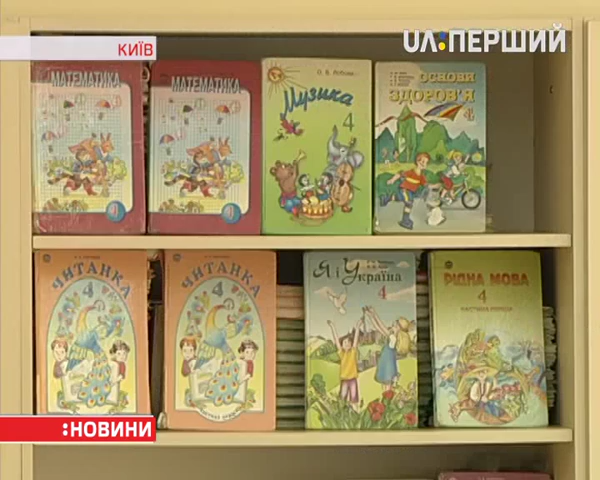 КИЇВ
UA:ПЕРШИЙ
МАТЕМАТИКА
МАТЕМАТИКА
Музика
4
ОСНОВИ
ЗДОРОВ'Я
4
ЧИТАНКА
4
ЧИТАНКА
4
Я і Україна
4
РІДНА МОВА
4
:НОВИНИ